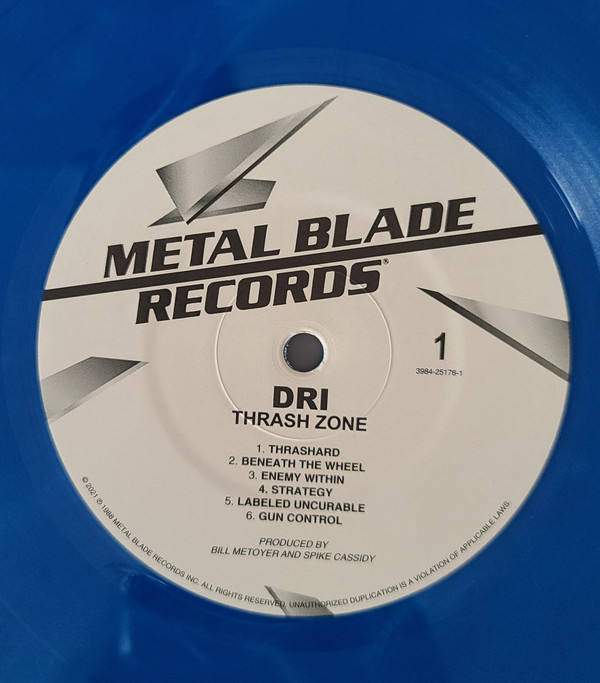 METAL BLADE
RECORDS®
1
3984-25176-1
DRI
THRASH ZONE
1. THRASHARD
2. BENEATH THE WHEEL
3. ENEMY WITHIN
4. STRATEGY
5. LABELED UNCURABLE
6. GUN CONTROL
PRODUCED BY
BILL METOYER AND SPIKE CASSIDY
© 2021 ℗ 1988 METAL BLADE RECORDS INC. ALL RIGHTS RESERVED. UNAUTHORIZED DUPLICATION IS A VIOLATION OF APPLICABLE LAWS.